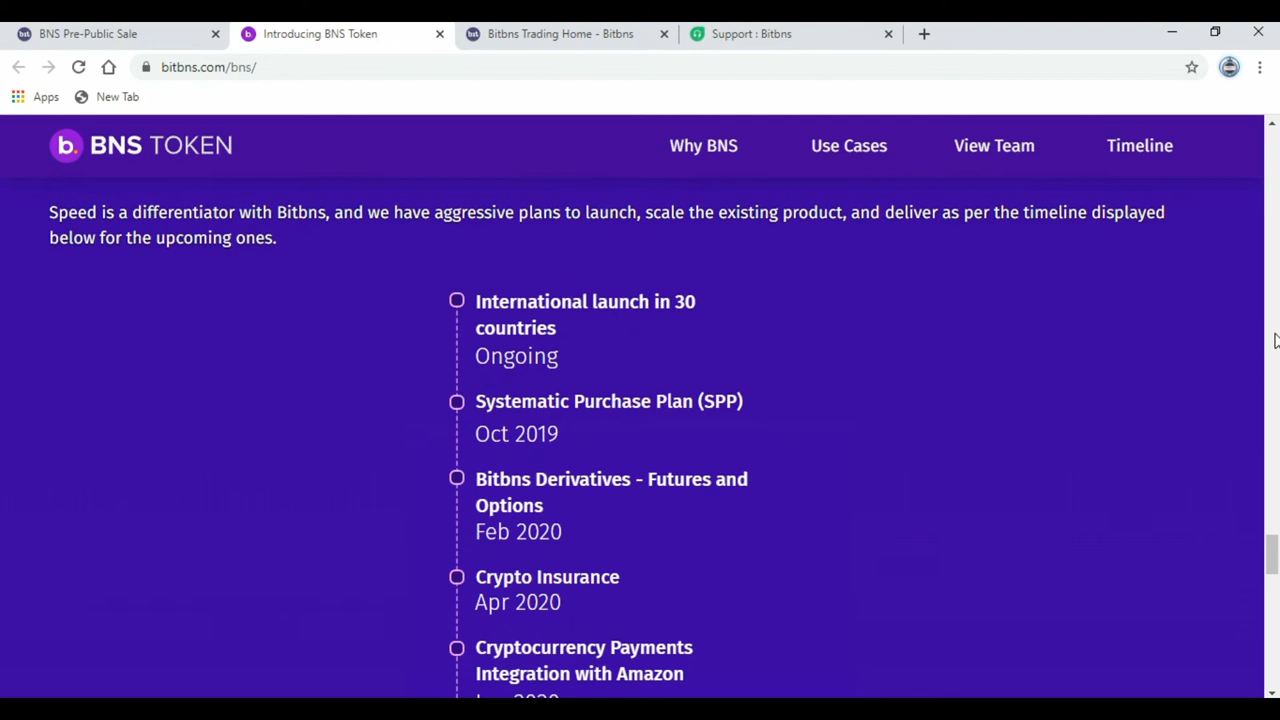 BNS Pre-Public Sale
Introducing BNS Token
Bitbns Trading Home - Bitbns
Support : Bitbns
bitbns.com/bns/
Apps
New Tab
b. BNS TOKEN
Why BNS
Use Cases
View Team
Timeline
Speed is a differentiator with Bitbns, and we have aggressive plans to launch, scale the existing product, and deliver as per the timeline displayed
below for the upcoming ones.
International launch in 30
countries
Ongoing
Systematic Purchase Plan (SPP)
Oct 2019
Bitbns Derivatives - Futures and
Options
Feb 2020
Crypto Insurance
Apr 2020
Cryptocurrency Payments
Integration with Amazon
2020